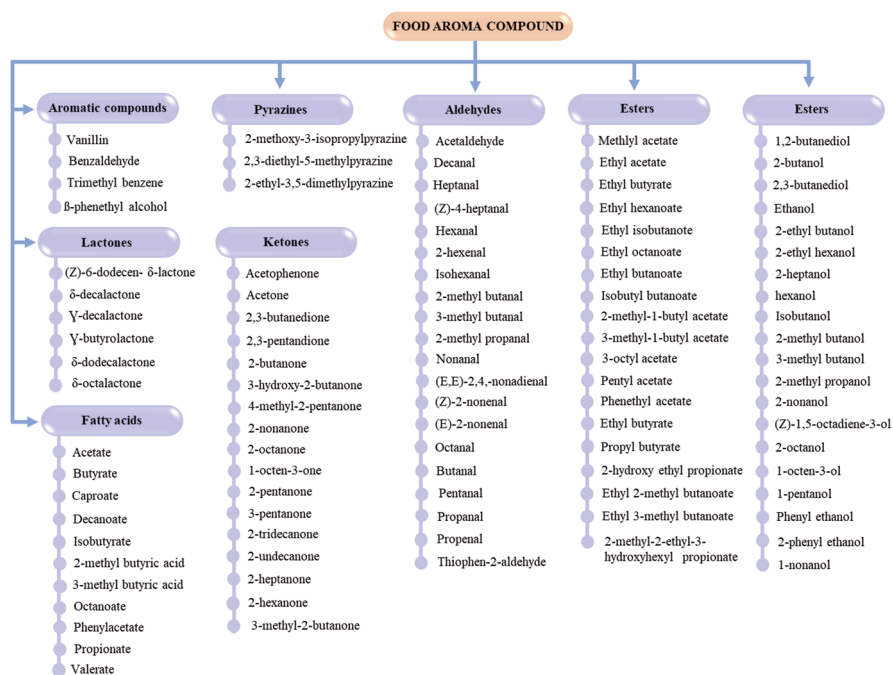 FOOD AROMA COMPOUND
Aromatic compounds
Vanillin
Benzaldehyde
Trimethyl benzene
ß-phenethyl alcohol
Lactones
(Z)-6-dodecen- δ-lactone
δ-decalactone
Ɣ-decalactone
Ɣ-butyrolactone
δ-dodecalactone
δ-octalactone
Fatty acids
Acetate
Butyrate
Caproate
Decanoate
Isobutyrate
2-methyl butyric acid
3-methyl butyric acid
Octanoate
Phenylacetate
Propionate
Valerate
Pyrazines
2-methoxy-3-isopropylpyrazine
2,3-diethyl-5-methylpyrazine
2-ethyl-3,5-dimethylpyrazine
Ketones
Acetophenone
Acetone
2,3-butanedione
2,3-pentandione
2-butanone
3-hydroxy-2-butanone
4-methyl-2-pentanone
2-nonanone
2-octanone
1-octen-3-one
2-pentanone
3-pentanone
2-tridecanone
2-undecanone
2-heptanone
2-hexanone
3-methyl-2-butanone
Aldehydes
Acetaldehyde
Decanal
Heptanal
(Z)-4-heptanal
Hexanal
2-hexenal
Isohexanal
2-methyl butanal
3-methyl butanal
2-methyl propanal
Nonanal
(E,E)-2,4,-nonadienal
(Z)-2-nonenal
(E)-2-nonenal
Octanal
Butanal
Pentanal
Propanal
Propenal
Thiophen-2-aldehyde
Esters
Methlyl acetate
Ethyl acetate
Ethyl butyrate
Ethyl hexanoate
Ethyl isobutanote
Ethyl octanoate
Ethyl butanoate
Isobutyl butanoate
2-methyl-1-butyl acetate
3-methyl-1-butyl acetate
3-octyl acetate
Pentyl acetate
Phenethyl acetate
Ethyl butyrate
Propyl butyrate
2-hydroxy ethyl propionate
Ethyl 2-methyl butanoate
Ethyl 3-methyl butanoate
2-methyl-2-ethyl-3-
hydroxyhexyl propionate
Esters
1,2-butanediol
2-butanol
2,3-butanediol
Ethanol
2-ethyl butanol
2-ethyl hexanol
2-heptanol
hexanol
Isobutanol
2-methyl butanol
3-methyl butanol
2-methyl propanol
2-nonanol
(Z)-1,5-octadiene-3-ol
2-octanol
1-octen-3-ol
1-pentanol
Phenyl ethanol
2-phenyl ethanol
1-nonanol